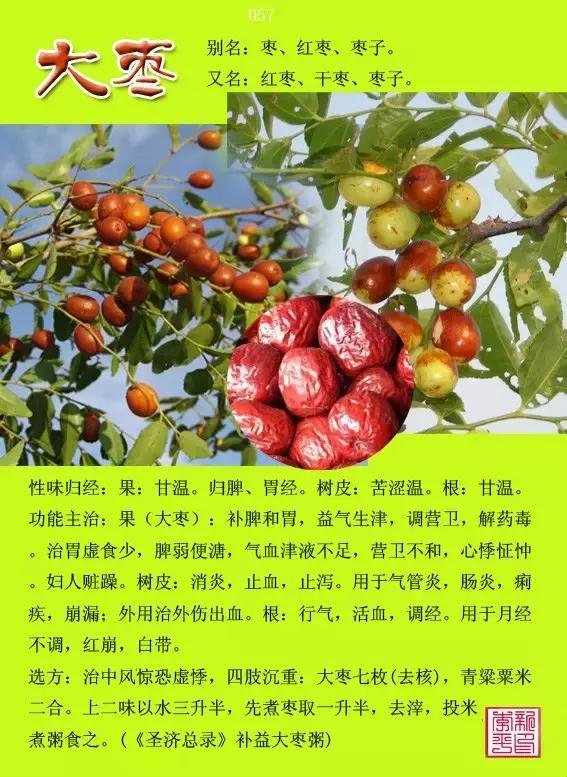 057
大枣
别名：枣、红枣、枣子。
又名：红枣、干枣、枣子。
性味归经：果：甘温。归脾、胃经。树皮：苦涩温。根：甘温。
功能主治：果（大枣）：补脾和胃，益气生津，调营卫，解药毒
。治胃虚食少，脾弱便溏，气血津液不足，营卫不和，心悸怔忡
。妇人脏躁。树皮：消炎，止血，止泻。用于气管炎，肠炎，痢
疾，崩漏；外用治外伤出血。根：行气，活血，调经。用于月经
不调，红崩，白带。
选方：治中风惊恐虚悸，四肢沉重：大枣七枚(去核)，青粱粟米
二合。上二味以水三升半，先煮枣取一升半，去滓，投米
煮粥食之。(《圣济总录》补益大枣粥)